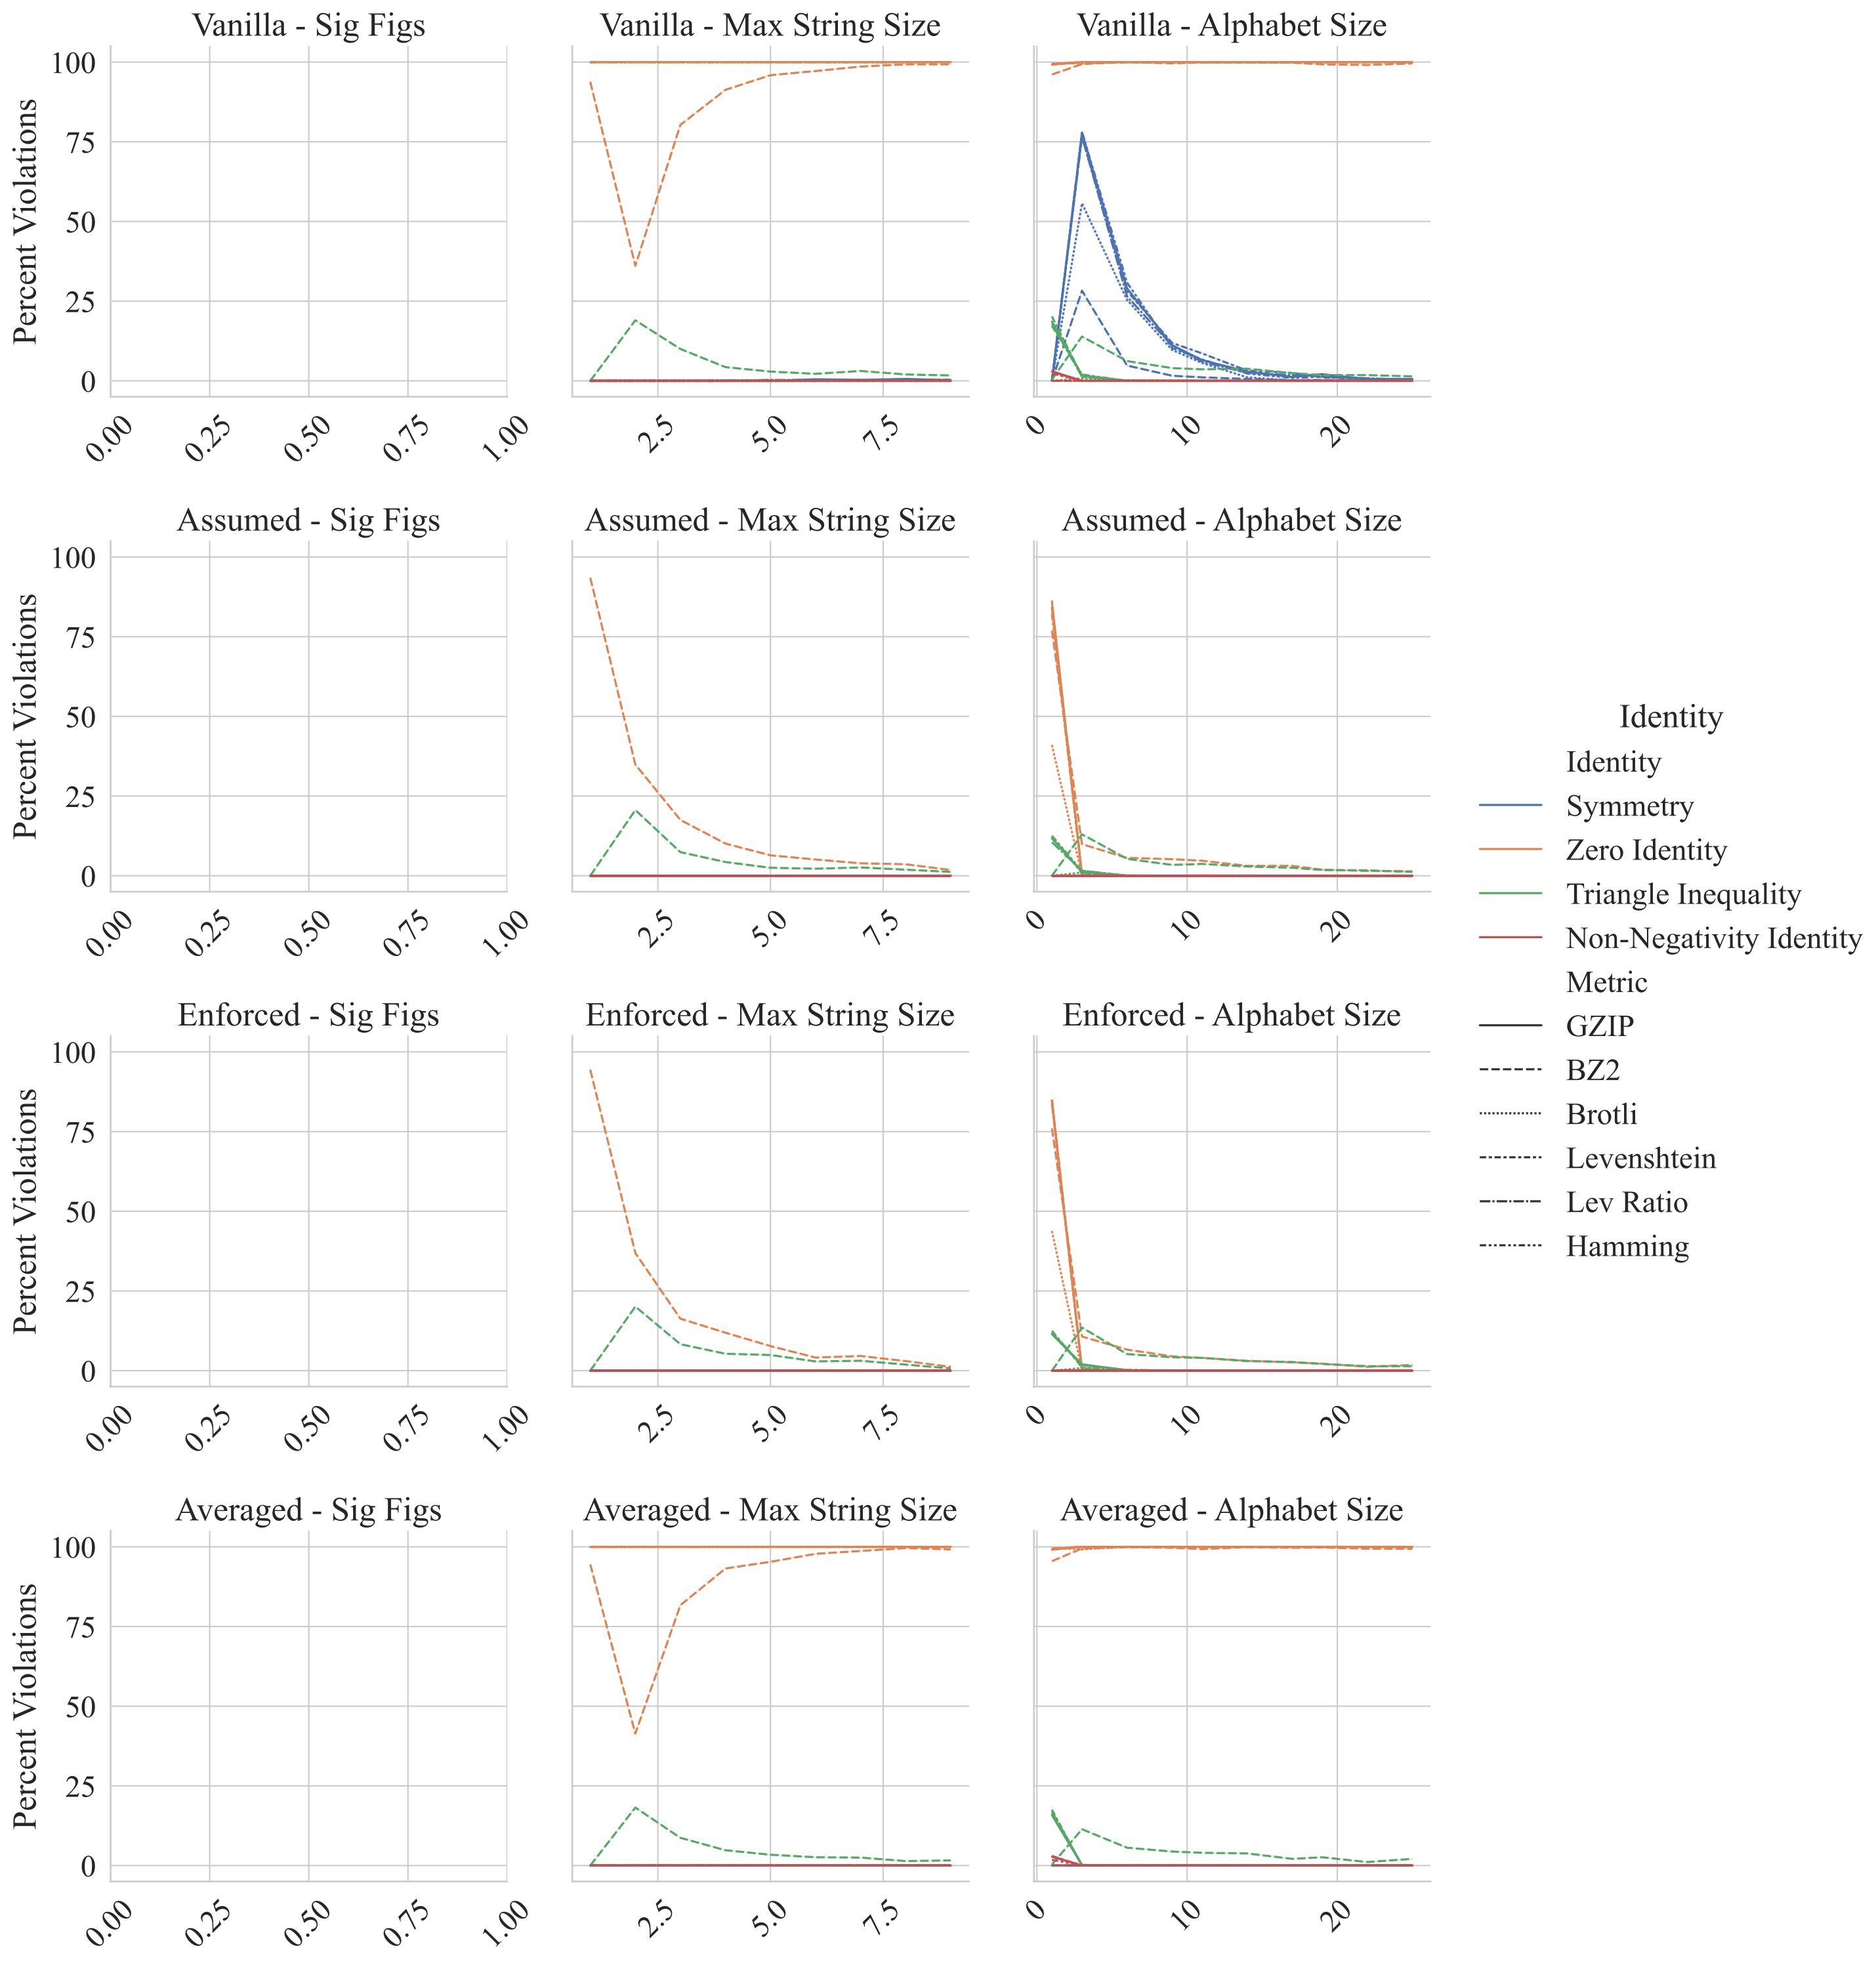 Vanilla - Sig Figs
Vanilla - Max String Size
Vanilla - Alphabet Size
Percent Violations
100
75
50
25
0
0.00
0.25
0.50
0.75
1.00
2.5
5.0
7.5
0
10
20
Assumed - Sig Figs
Assumed - Max String Size
Assumed - Alphabet Size
Percent Violations
100
75
50
25
0
0.00
0.25
0.50
0.75
1.00
2.5
5.0
7.5
0
10
20
Enforced - Sig Figs
Enforced - Max String Size
Enforced - Alphabet Size
Percent Violations
100
75
50
25
0
0.00
0.25
0.50
0.75
1.00
2.5
5.0
7.5
0
10
20
Averaged - Sig Figs
Averaged - Max String Size
Averaged - Alphabet Size
Percent Violations
100
75
50
25
0
0.00
0.25
0.50
0.75
1.00
2.5
5.0
7.5
0
10
20
Identity
Identity
Symmetry
Zero Identity
Triangle Inequality
Non-Negativity Identity
Metric
GZIP
BZ2
Brotli
Levenshtein
Lev Ratio
Hamming